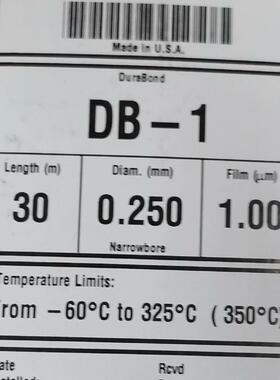 Made in U.S.A.
DuraBond
DB-1
Length (m) Diam. (mm) Film (µm)
30 0.250 1.00
Narrowbore
Temperature Limits:
From -60°C to 325°C (350°C)
Rcvd